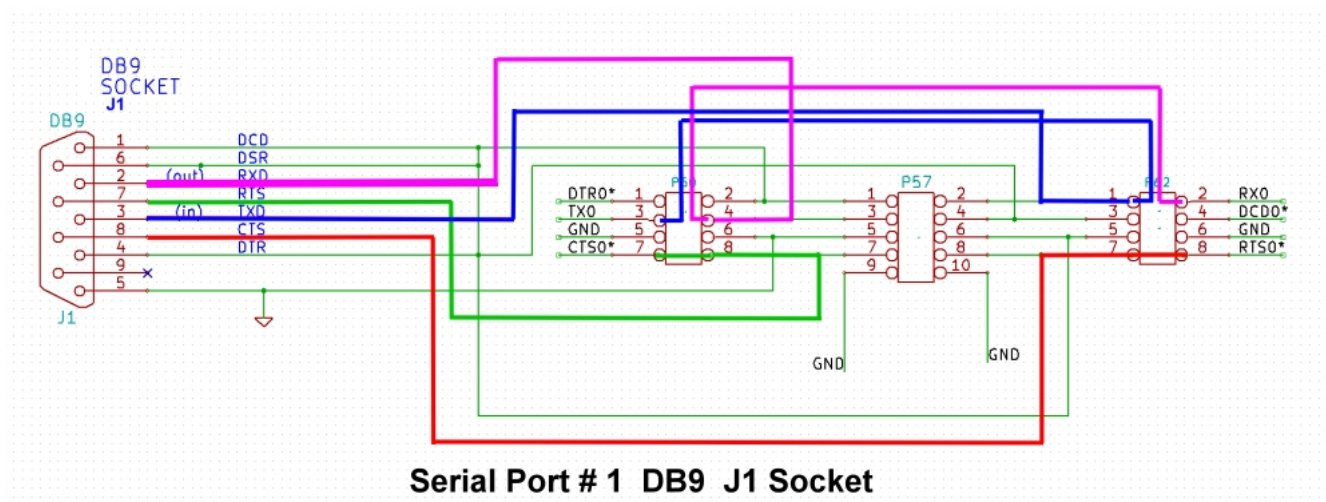 DB9
SOCKET
J1
DB9
1 DCD
6 DSR
2 (out) RXD
7 RTS
3 (in) TXD
8 CTS
4 DTR
9
5
J1
P60
DTR0* 1 2
TX0 3 4
GND 5 6
CTS0* 7 8
P57
1 2
3 4
5 6
7 8
9 10
GND GND
P62
1 2 RX0
3 4 DCD0*
5 6 GND
7 8 RTS0*
Serial Port # 1 DB9 J1 Socket